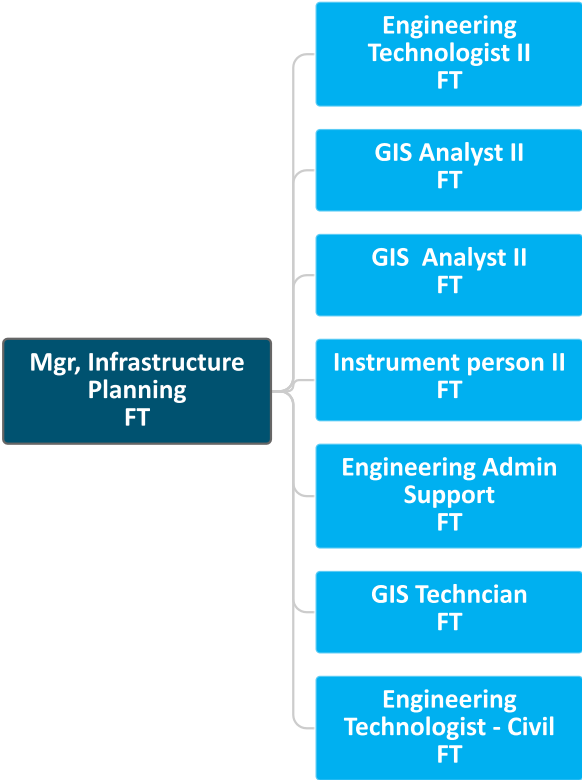 Engineering
Technologist II
FT
GIS Analyst II
FT
GIS  Analyst II
FT
Mgr, Infrastructure
Planning
FT
Instrument person II
FT
Engineering Admin
Support
FT
GIS Techncian
FT
Engineering
Technologist - Civil
FT